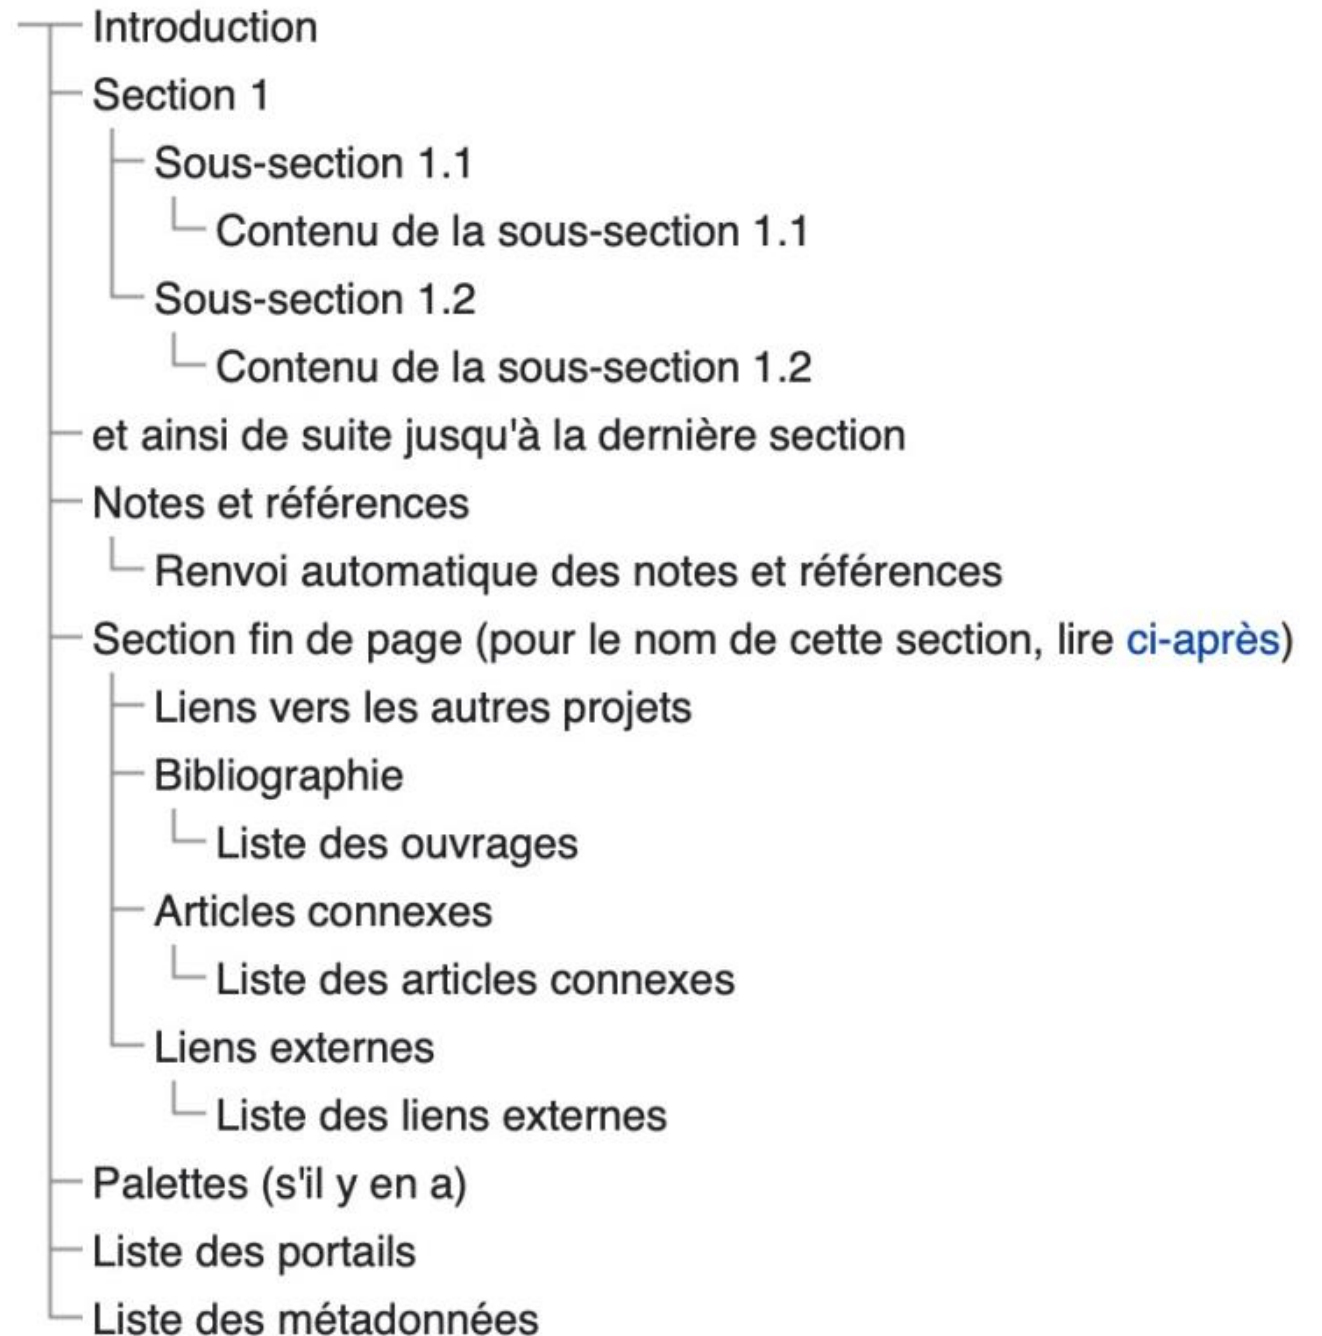 Introduction
Section 1
Sous-section 1.1
Contenu de la sous-section 1.1
Sous-section 1.2
Contenu de la sous-section 1.2
et ainsi de suite jusqu'à la dernière section
Notes et références
Renvoi automatique des notes et références
Section fin de page (pour le nom de cette section, lire ci-après)
Liens vers les autres projets
Bibliographie
Liste des ouvrages
Articles connexes
Liste des articles connexes
Liens externes
Liste des liens externes
Palettes (s'il y en a)
Liste des portails
Liste des métadonnées